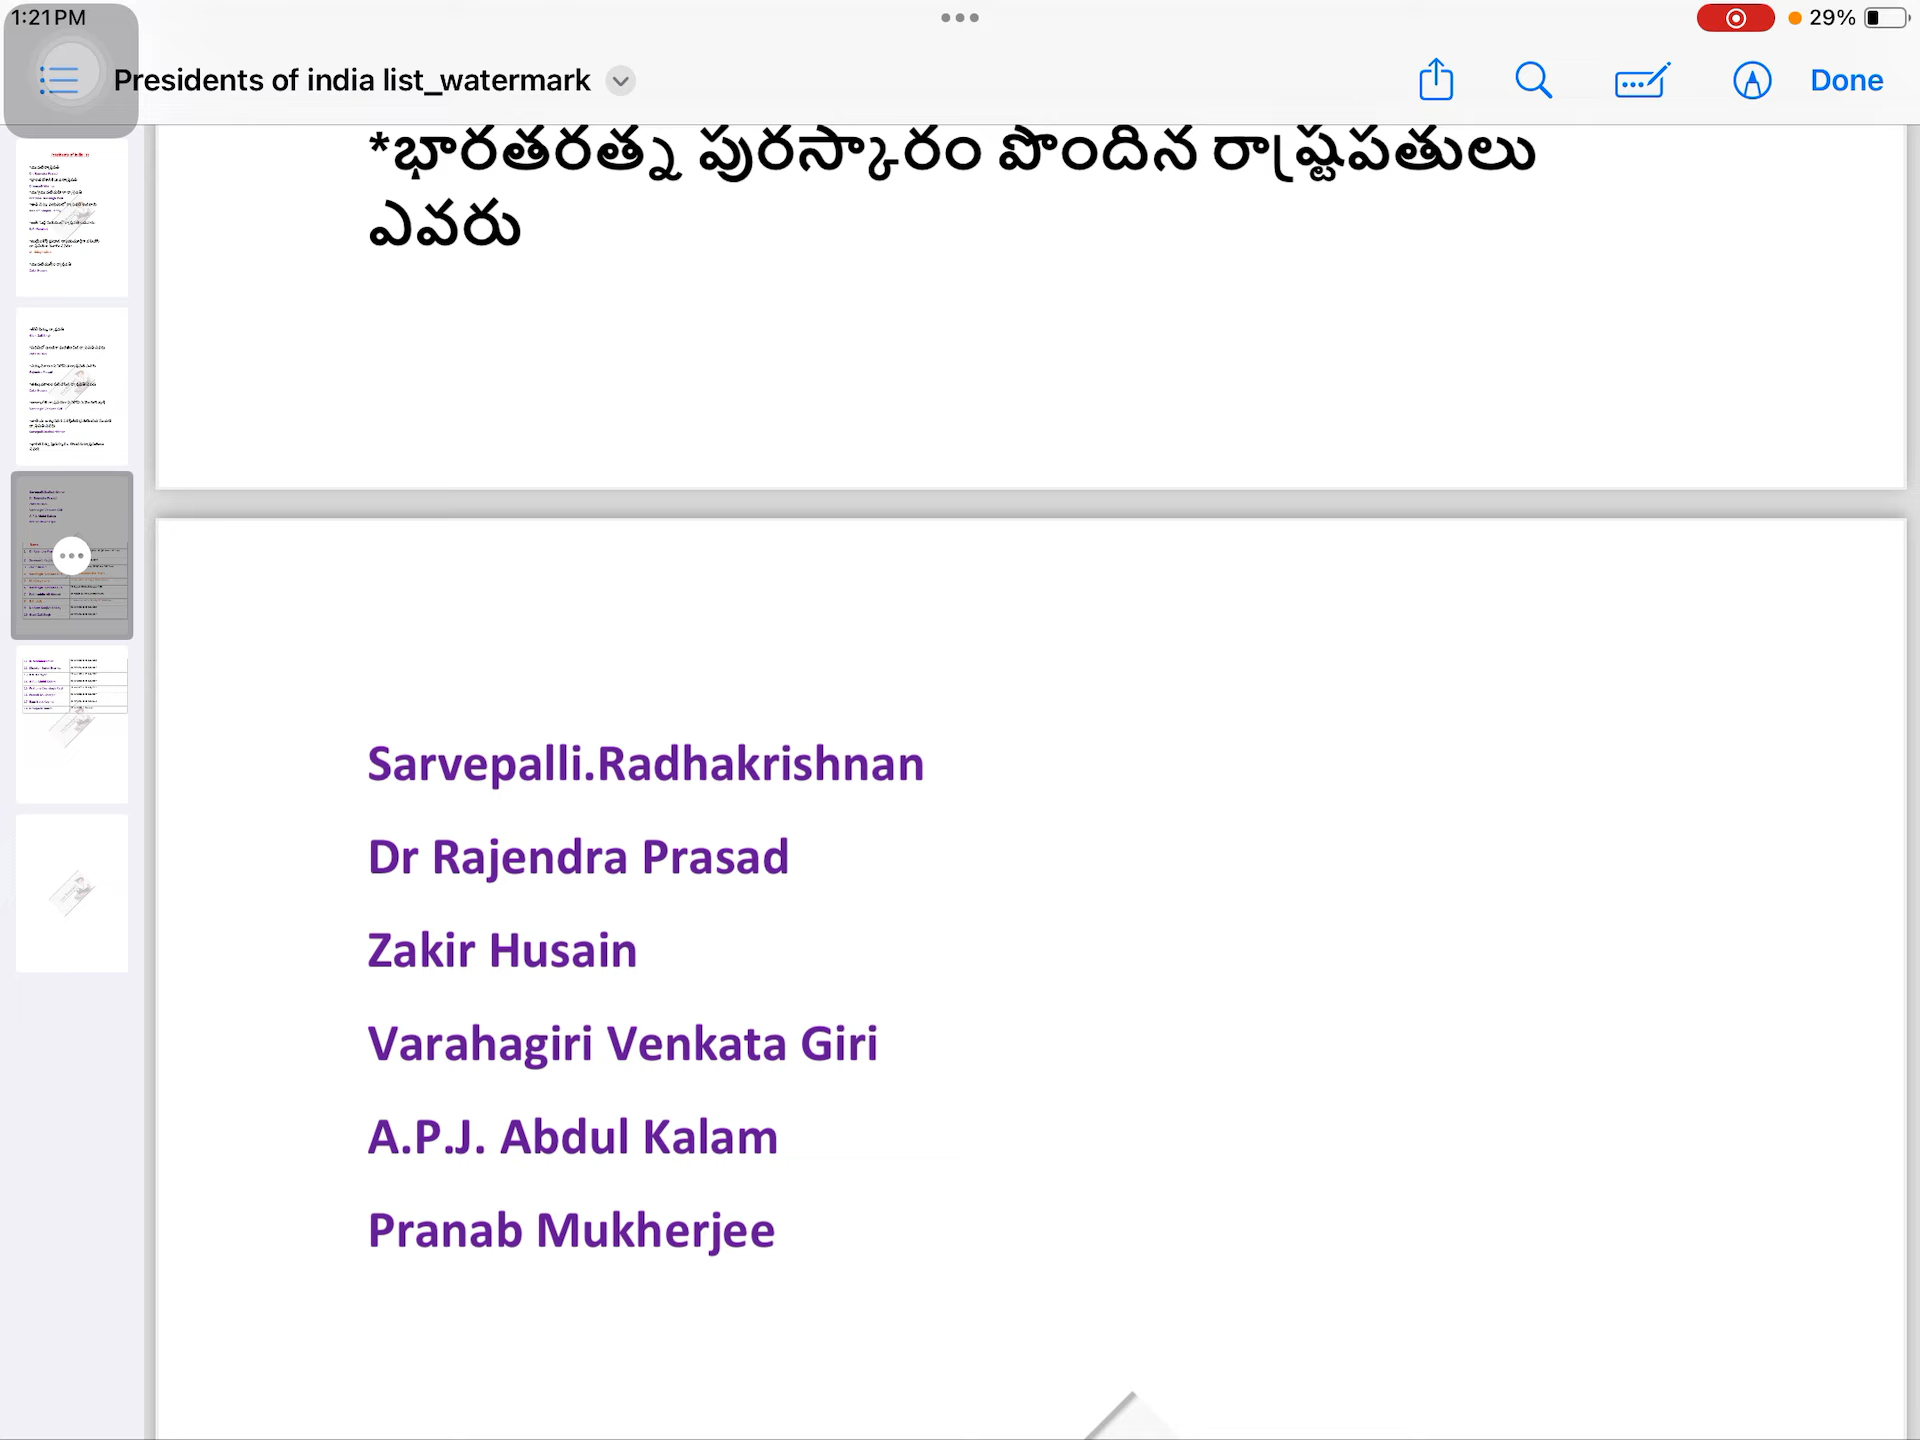 1:21 PM
29%
Presidents of india list_watermark
Done
*భారతరత్న పురస్కారం పొందిన రాష్ట్రపతులు
ఎవరు
Sarvepalli.Radhakrishnan
Dr Rajendra Prasad
Zakir Husain
Varahagiri Venkata Giri
A.P.J. Abdul Kalam
Pranab Mukherjee